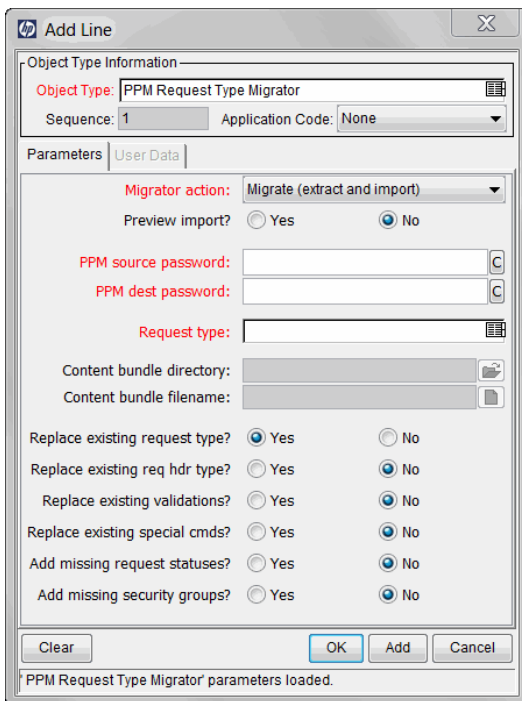 hp Add Line X
Object Type Information
Object Type: PPM Request Type Migrator
Sequence: 1 Application Code: None
Parameters User Data
Migrator action: Migrate (extract and import)
Preview import? Yes No
PPM source password: C
PPM dest password: C
Request type:
Content bundle directory:
Content bundle filename:
Replace existing request type? Yes No
Replace existing req hdr type? Yes No
Replace existing validations? Yes No
Replace existing special cmds? Yes No
Add missing request statuses? Yes No
Add missing security groups? Yes No
Clear OK Add Cancel
' PPM Request Type Migrator' parameters loaded.